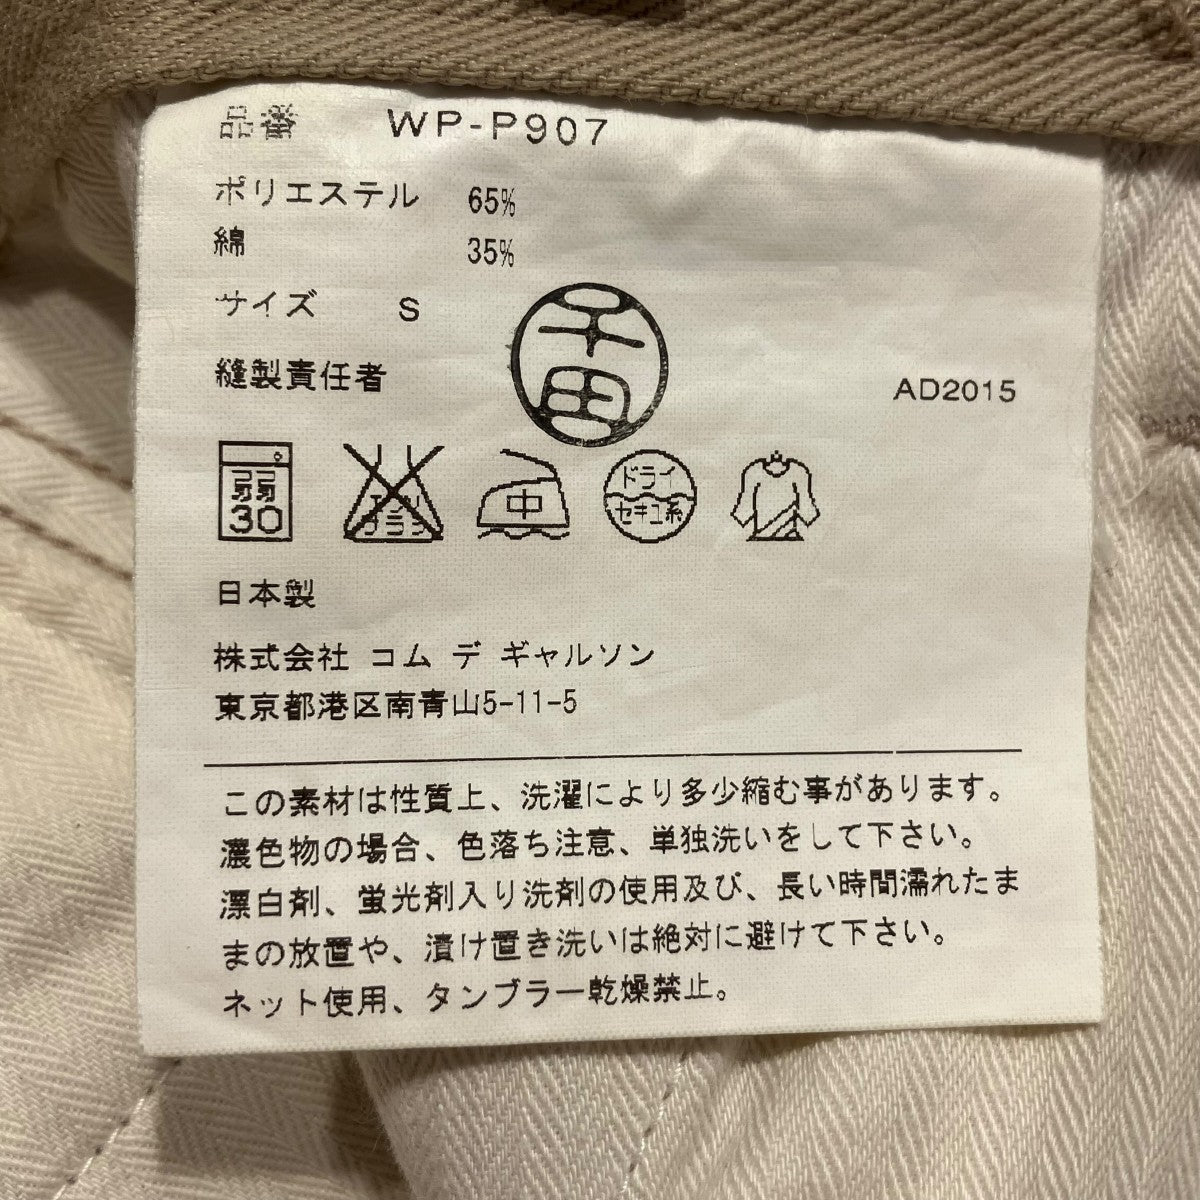 品番 WP-P907
ポリエステル 65%
綿 35%
サイズ S
縫製責任者
千田
AD2015
弱
30
エンソ
サラシ
中
ドライ
セキユ系
日本製
株式会社 コム デ ギャルソン
東京都港区南青山5-11-5
この素材は性質上、洗濯により多少縮む事があります。
濃色物の場合、色落ち注意、単独洗いをして下さい。
漂白剤、蛍光剤入り洗剤の使用及び、長い時間濡れたま
まの放置や、漬け置き洗いは絶対に避けて下さい。
ネット使用、タンブラー乾燥禁止。